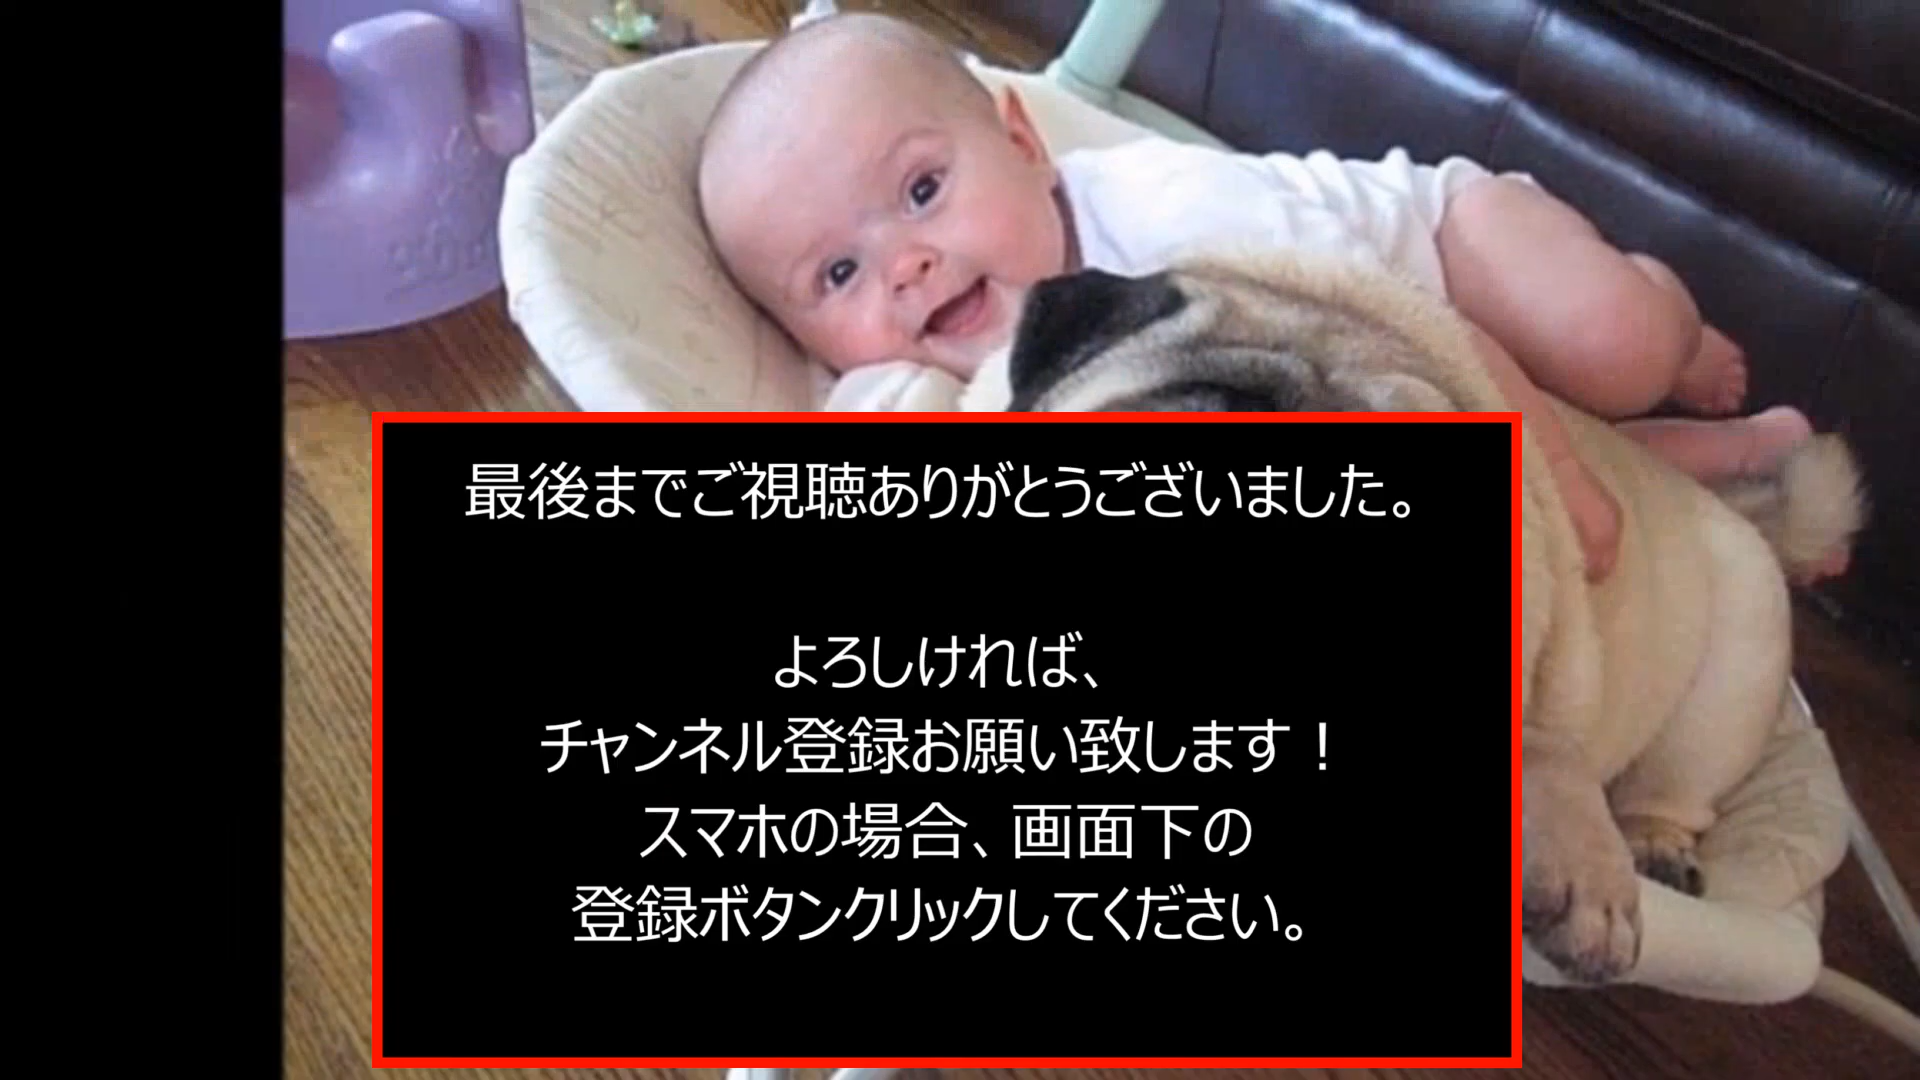 最後までご視聴ありがとうございました。
よろしければ、
チャンネル登録お願い致します！
スマホの場合、画面下の
登録ボタンクリックしてください。